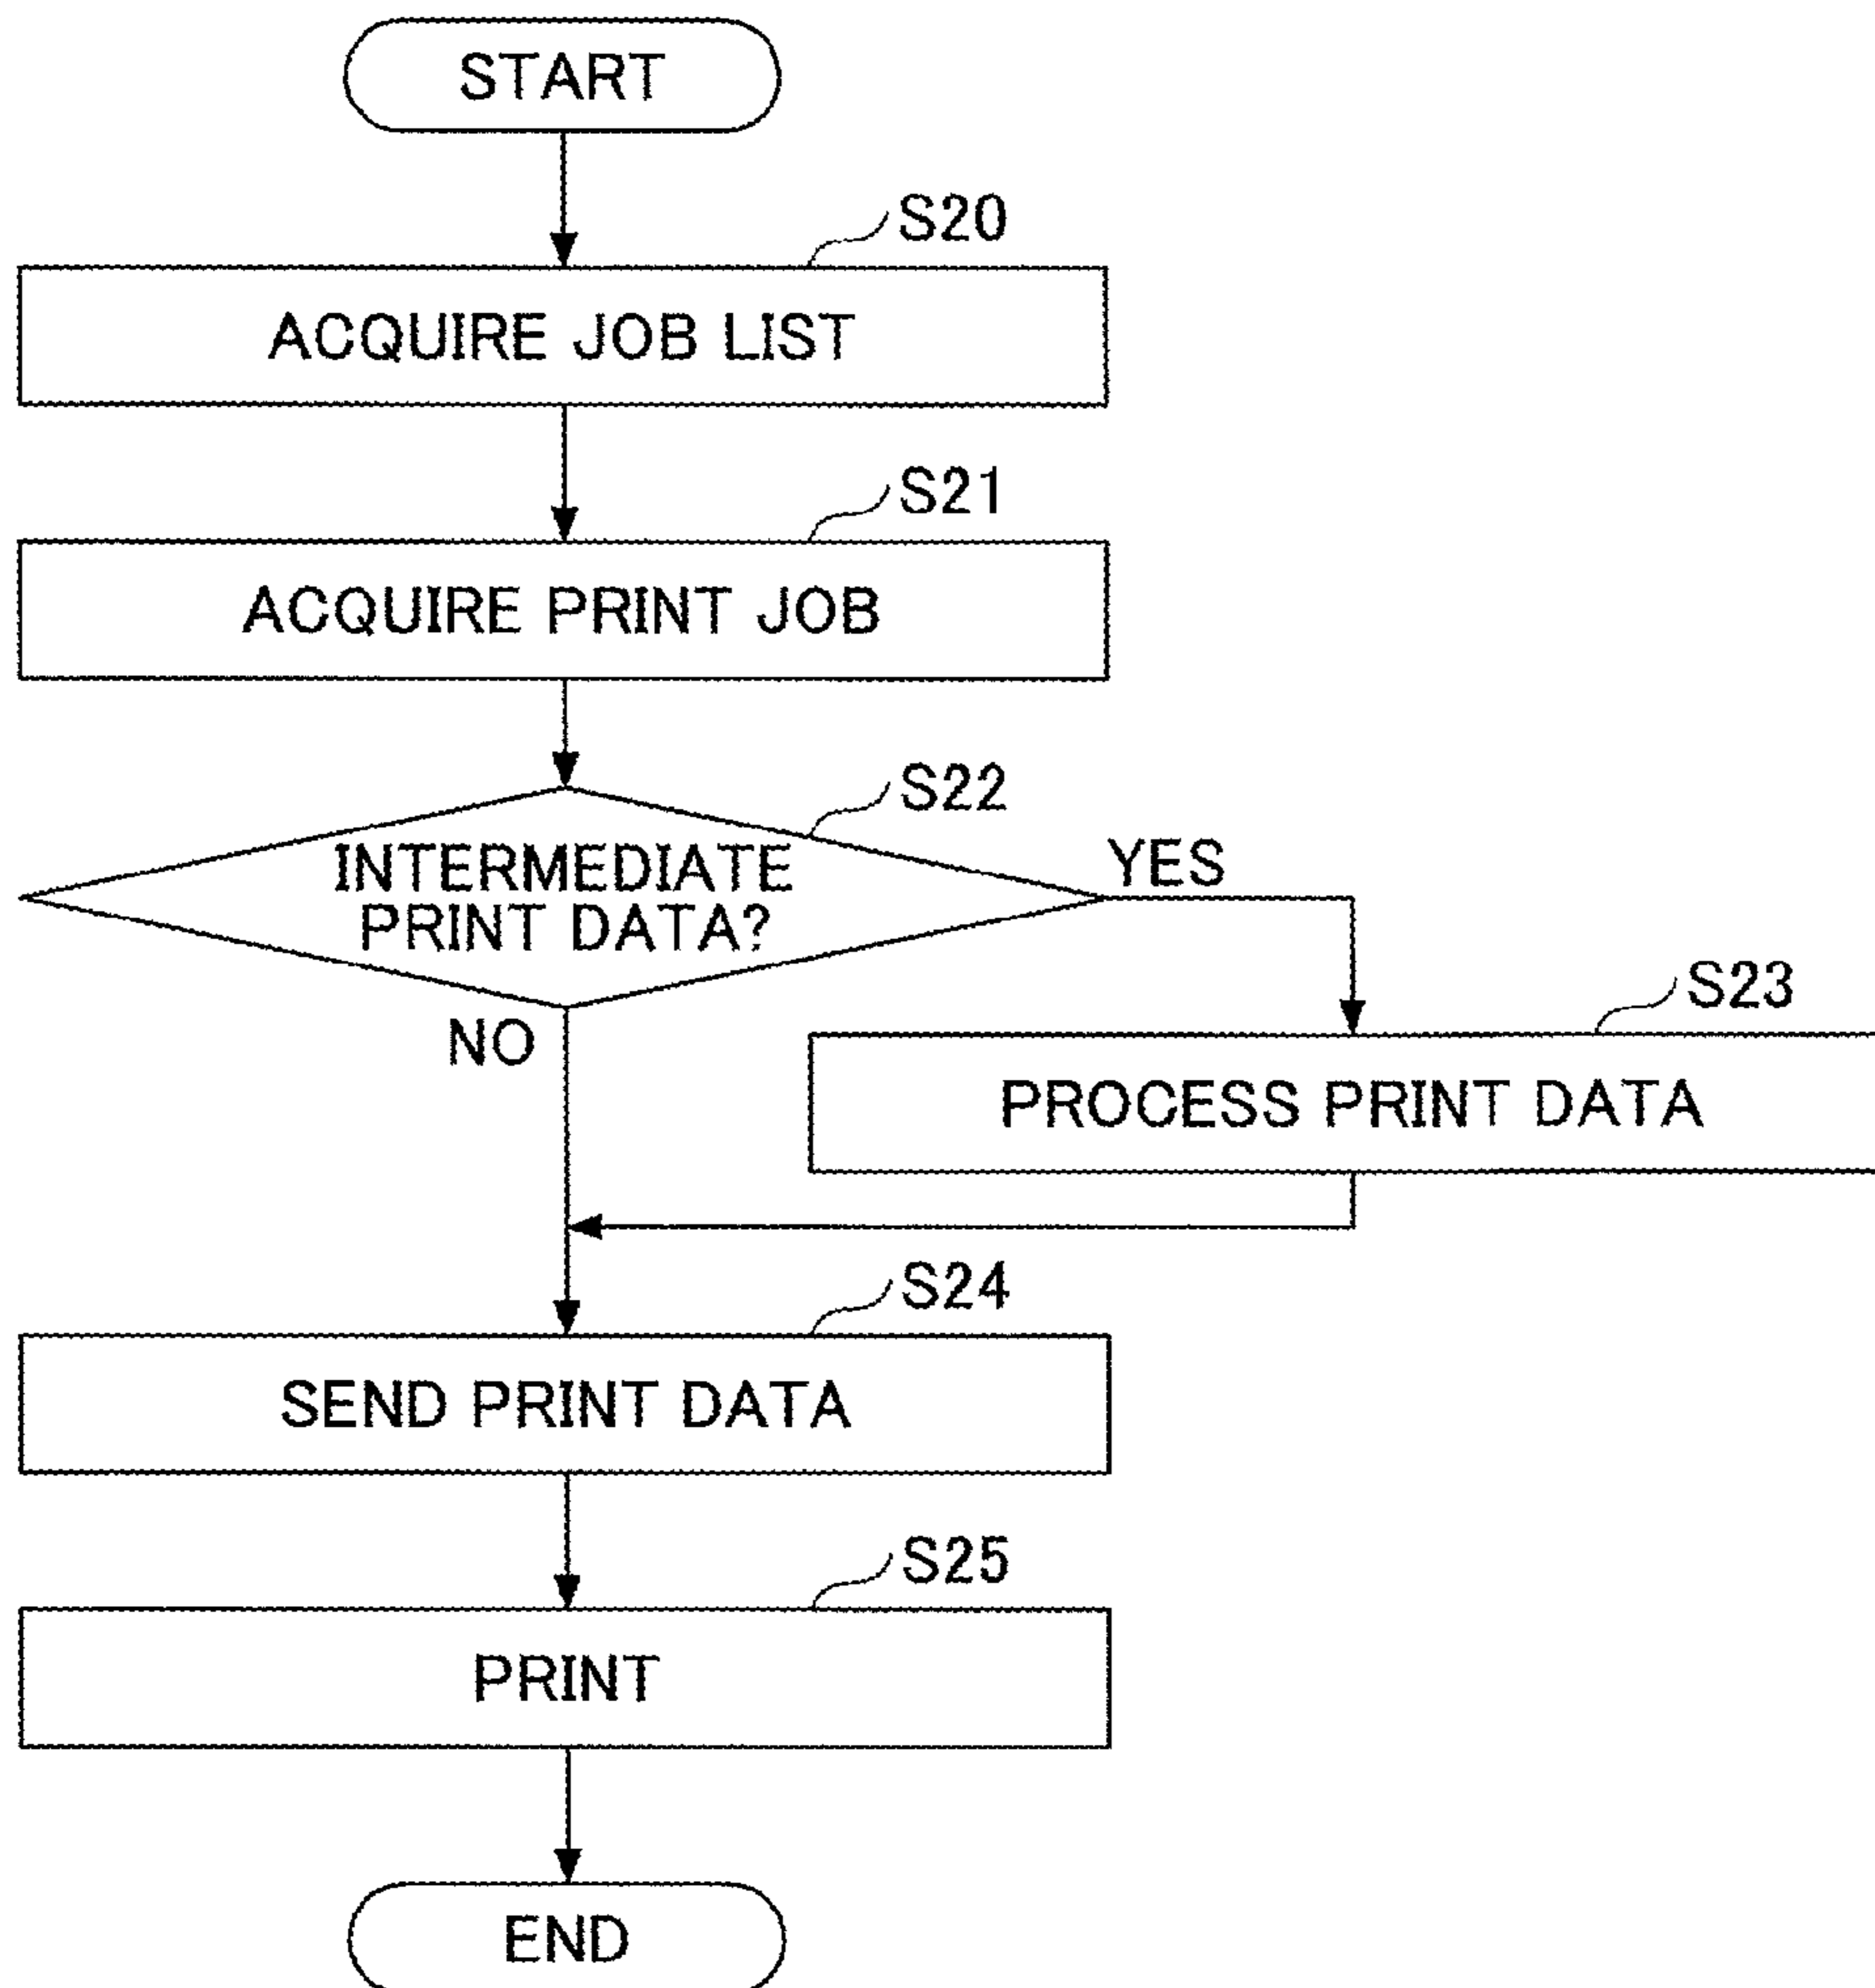 START
S20
ACQUIRE JOB LIST
S21
ACQUIRE PRINT JOB
S22
INTERMEDIATE
PRINT DATA?
YES
NO
S23
PROCESS PRINT DATA
S24
SEND PRINT DATA
S25
PRINT
END